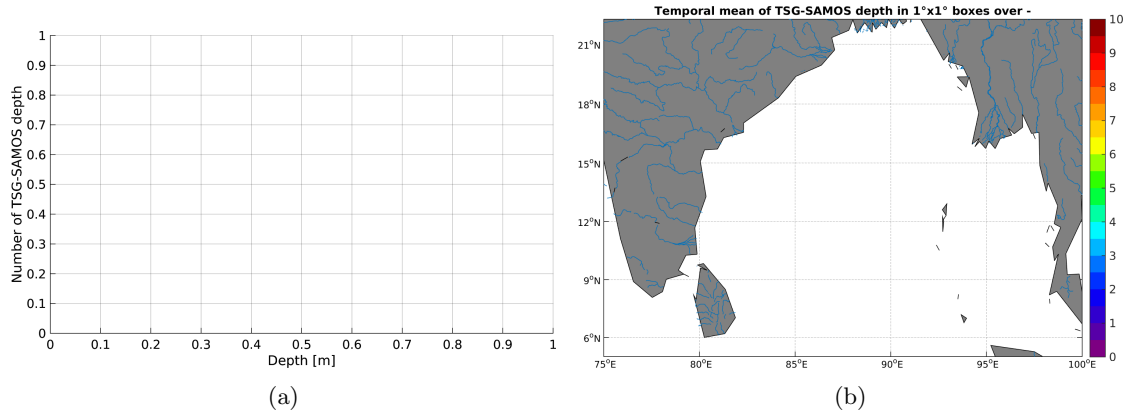 Temporal mean of TSG-SAMOS depth in 1°x1° boxes over -
Number of TSG-SAMOS depth
1
0.9
0.8
0.7
0.6
0.5
0.4
0.3
0.2
0.1
0
0 0.1 0.2 0.3 0.4 0.5 0.6 0.7 0.8 0.9 1
Depth [m]
(a)
21°N
18°N
15°N
12°N
9°N
6°N
75°E 80°E 85°E 90°E 95°E 100°E
10
9
8
7
6
5
4
3
2
1
0
(b)